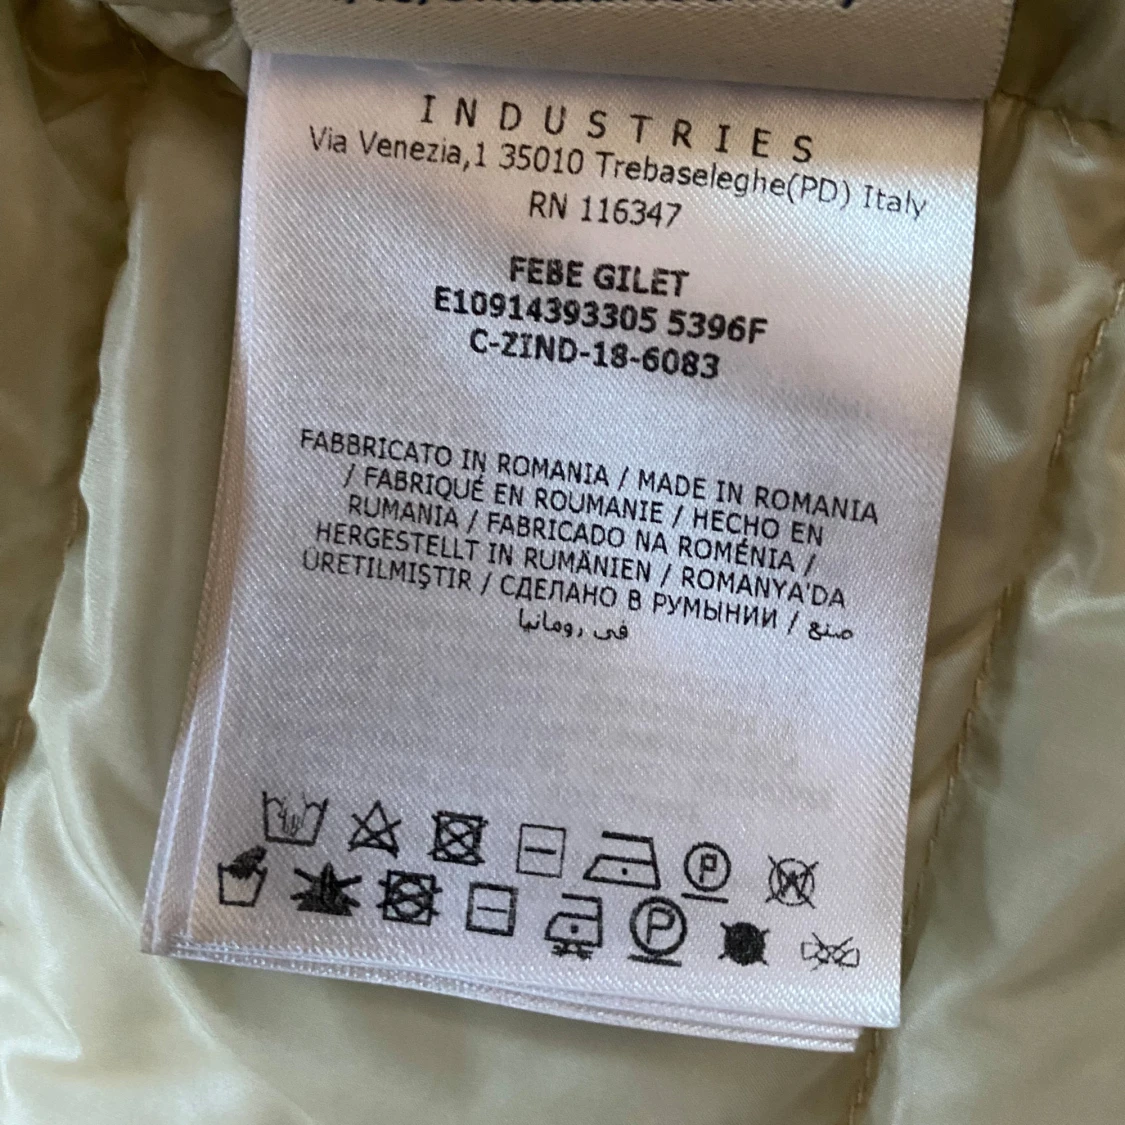 INDUSTRIES
Via Venezia,1 35010 Trebaseleghe(PD) Italy
RN 116347
FEBE GILET
E10914393305 5396F
C-ZIND-18-6083
FABBRICATO IN ROMANIA / MADE IN ROMANIA
/ FABRIQUÉ EN ROUMANIE / HECHO EN
RUMANIA / FABRICADO NA ROMÉNIA /
HERGESTELLT IN RUMÄNIEN / ROMANYA'DA
ÜRETILMIŞTIR / СДЕЛАНО В РУМЫНИИ / صنع
في رومانيا
P W
P